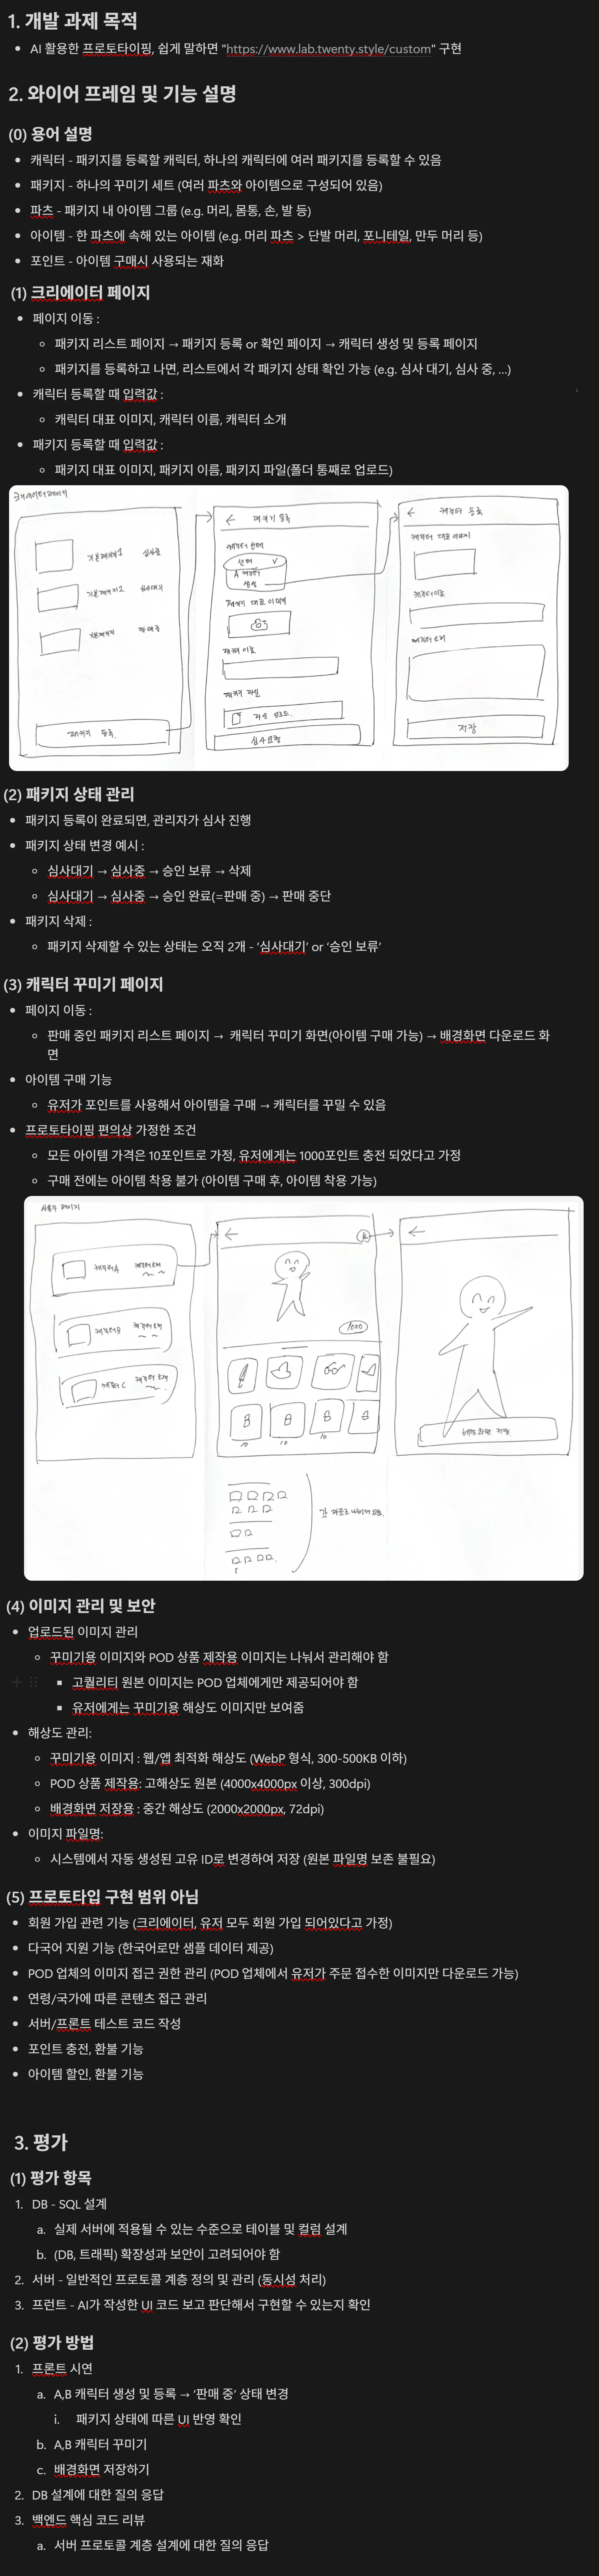 1. 개발 과제 목적
• AI 활용한 프로토타이핑, 쉽게 말하면 "https://www.lab.twenty.style/custom" 구현
2. 와이어 프레임 및 기능 설명
(0) 용어 설명
• 캐릭터 - 패키지를 등록할 캐릭터, 하나의 캐릭터에 여러 패키지를 등록할 수 있음
• 패키지 - 하나의 꾸미기 세트 (여러 파츠와 아이템으로 구성되어 있음)
• 파츠 - 패키지 내 아이템 그룹 (e.g. 머리, 몸통, 손, 발 등)
• 아이템 - 한 파츠에 속해 있는 아이템 (e.g. 머리 파츠 > 단발 머리, 포니테일, 만두 머리 등)
• 포인트 - 아이템 구매시 사용되는 재화
(1) 크리에이터 페이지
• 페이지 이동 :
◦ 패키지 리스트 페이지 → 패키지 등록 or 확인 페이지 → 캐릭터 생성 및 등록 페이지
◦ 패키지를 등록하고 나면, 리스트에서 각 패키지 상태 확인 가능 (e.g. 심사 대기, 심사 중, ...)
• 캐릭터 등록할 때 입력값 :
◦ 캐릭터 대표 이미지, 캐릭터 이름, 캐릭터 소개
• 패키지 등록할 때 입력값 :
◦ 패키지 대표 이미지, 패키지 이름, 패키지 파일(폴더 통째로 업로드)
크리에이터 페이지
심사중
심사대기
판매중
패키지 등록
← 패키지 등록
캐릭터 선택
선택 ∨
A 캐릭터
생성
패키지 대표 이미지
패키지 이름
패키지 파일
파일 업로드
심사요청
← 캐릭터 등록
캐릭터 대표 이미지
캐릭터 이름
캐릭터 소개
저장
(2) 패키지 상태 관리
• 패키지 등록이 완료되면, 관리자가 심사 진행
• 패키지 상태 변경 예시 :
◦ 심사대기 → 심사중 → 승인 보류 → 삭제
◦ 심사대기 → 심사중 → 승인 완료(=판매 중) → 판매 중단
• 패키지 삭제 :
◦ 패키지 삭제할 수 있는 상태는 오직 2개 - ‘심사대기’ or ‘승인 보류’
(3) 캐릭터 꾸미기 페이지
• 페이지 이동 :
◦ 판매 중인 패키지 리스트 페이지 → 캐릭터 꾸미기 화면(아이템 구매 가능) → 배경화면 다운로드 화
면
• 아이템 구매 기능
◦ 유저가 포인트를 사용해서 아이템을 구매 → 캐릭터를 꾸밀 수 있음
• 프로토타이핑 편의상 가정한 조건
◦ 모든 아이템 가격은 10포인트로 가정, 유저에게는 1000포인트 충전 되었다고 가정
◦ 구매 전에는 아이템 착용 불가 (아이템 구매 후, 아이템 착용 가능)
사용자 페이지
캐릭터A 캐릭터소개
캐릭터B 캐릭터소개
캐릭터C 캐릭터소개
1000
B B B B
10 10 10
배경 화면 저장
(4) 이미지 관리 및 보안
• 업로드된 이미지 관리
◦ 꾸미기용 이미지와 POD 상품 제작용 이미지는 나눠서 관리해야 함
▪ 고퀄리티 원본 이미지는 POD 업체에게만 제공되어야 함
▪ 유저에게는 꾸미기용 해상도 이미지만 보여줌
• 해상도 관리:
◦ 꾸미기용 이미지 : 웹/앱 최적화 해상도 (WebP 형식, 300-500KB 이하)
◦ POD 상품 제작용: 고해상도 원본 (4000x4000px 이상, 300dpi)
◦ 배경화면 저장용 : 중간 해상도 (2000x2000px, 72dpi)
• 이미지 파일명:
◦ 시스템에서 자동 생성된 고유 ID로 변경하여 저장 (원본 파일명 보존 불필요)
(5) 프로토타입 구현 범위 아님
• 회원 가입 관련 기능 (크리에이터, 유저 모두 회원 가입 되어있다고 가정)
• 다국어 지원 기능 (한국어로만 샘플 데이터 제공)
• POD 업체의 이미지 접근 권한 관리 (POD 업체에서 유저가 주문 접수한 이미지만 다운로드 가능)
• 연령/국가에 따른 콘텐츠 접근 관리
• 서버/프론트 테스트 코드 작성
• 포인트 충전, 환불 기능
• 아이템 할인, 환불 기능
3. 평가
(1) 평가 항목
1. DB - SQL 설계
a. 실제 서버에 적용될 수 있는 수준으로 테이블 및 컬럼 설계
b. (DB, 트래픽) 확장성과 보안이 고려되어야 함
2. 서버 - 일반적인 프로토콜 계층 정의 및 관리 (동시성 처리)
3. 프런트 - AI가 작성한 UI 코드 보고 판단해서 구현할 수 있는지 확인
(2) 평가 방법
1. 프론트 시연
a. A,B 캐릭터 생성 및 등록 → ‘판매 중’ 상태 변경
i. 패키지 상태에 따른 UI 반영 확인
b. A,B 캐릭터 꾸미기
c. 배경화면 저장하기
2. DB 설계에 대한 질의 응답
3. 백엔드 핵심 코드 리뷰
a. 서버 프로토콜 계층 설계에 대한 질의 응답